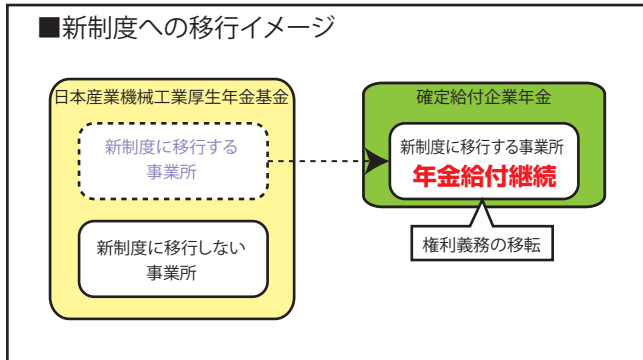 ■新制度への移行イメージ
日本産業機械工業厚生年金基金
新制度に移行する
事業所
新制度に移行しない
事業所
確定給付企業年金
新制度に移行する事業所
年金給付継続
権利義務の移転